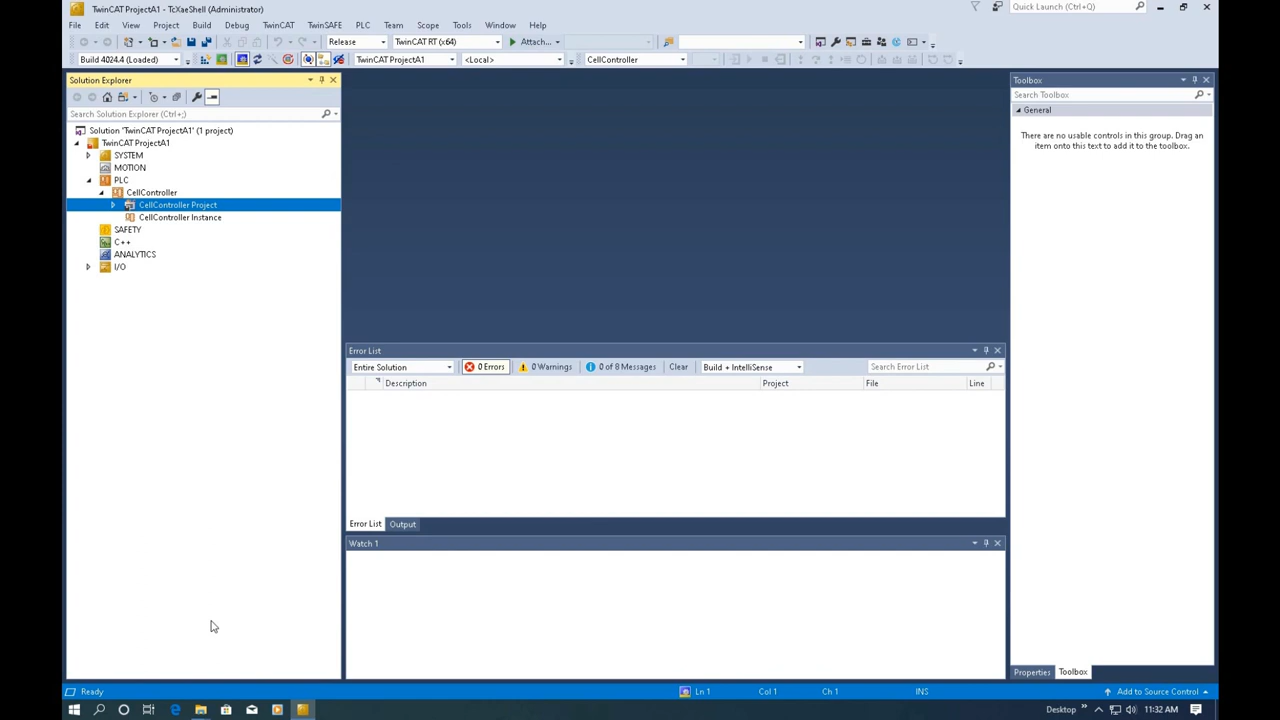 TwinCAT ProjectA1 - TcXaeShell (Administrator)
Quick Launch (Ctrl+Q)
File Edit View Project Build Debug TwinCAT TwinSAFE PLC Team Scope Tools Window Help
Release TwinCAT RT (x64) Attach...
Build 4024.4 (Loaded) TwinCAT ProjectA1 <Local> CellController
Solution Explorer
Search Solution Explorer (Ctrl+;)
Solution 'TwinCAT ProjectA1' (1 project)
TwinCAT ProjectA1
SYSTEM
MOTION
PLC
CellController
CellController Project
CellController Instance
SAFETY
C++
ANALYTICS
I/O
Error List
Entire Solution 0 Errors 0 Warnings 0 of 8 Messages Clear Build + IntelliSense Search Error List
Description Project File Line
Error List Output
Watch 1
Toolbox
Search Toolbox
General
There are no usable controls in this group. Drag an
item onto this text to add it to the toolbox.
Properties Toolbox
Ready Ln 1 Col 1 Ch 1 INS Add to Source Control
Desktop 11:32 AM